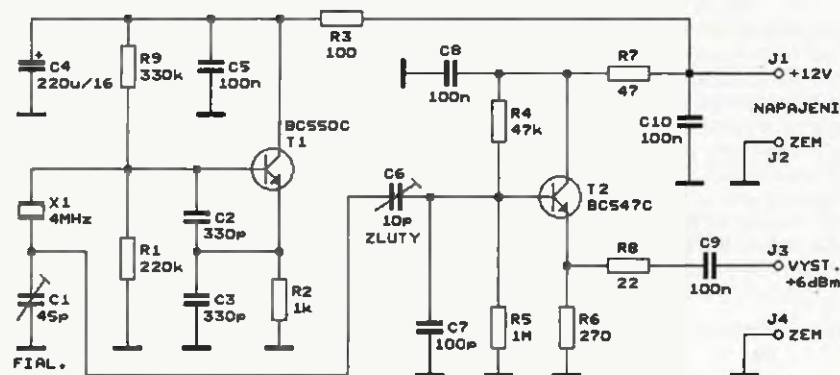 C4
220u/16
R9
330k
C5
100n
R3
100
BC550C
T1
X1
4MHz
C1
45p
FIAL.
R1
220k
C2
330p
C3
330p
R2
1k
C6
10p
ZLUTY
C7
100p
C8
100n
R4
47k
R5
1M
R7
47
T2
BC547C
R6
270
R8
22
C9
100n
C10
100n
J1
+12V
NAPAJENI
ZEM
J2
J3
VYST.
+6dBm
J4
ZEM